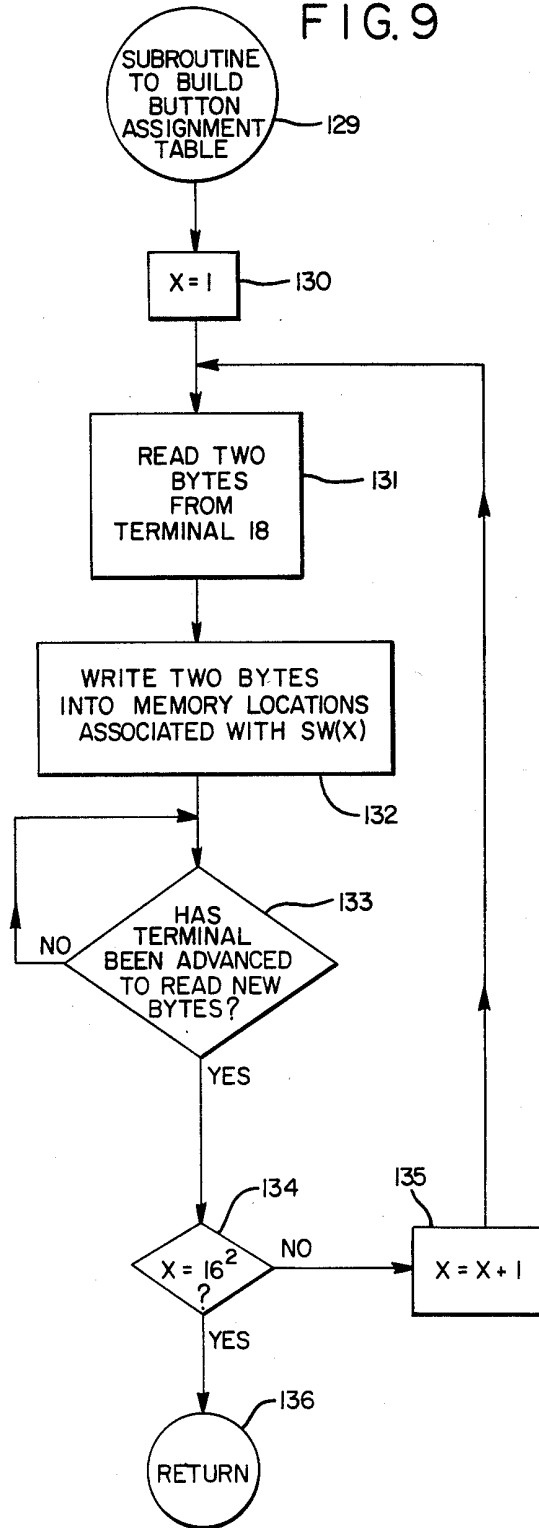 FIG. 9
SUBROUTINE
TO BUILD
BUTTON
ASSIGNMENT
TABLE
129
X = 1
130
READ TWO
BYTES
FROM
TERMINAL 18
131
WRITE TWO BYTES
INTO MEMORY LOCATIONS
ASSOCIATED WITH SW(X)
132
HAS
TERMINAL
BEEN ADVANCED
TO READ NEW
BYTES?
133
NO
YES
134
X = 16²
?
NO
135
X = X + 1
YES
136
RETURN